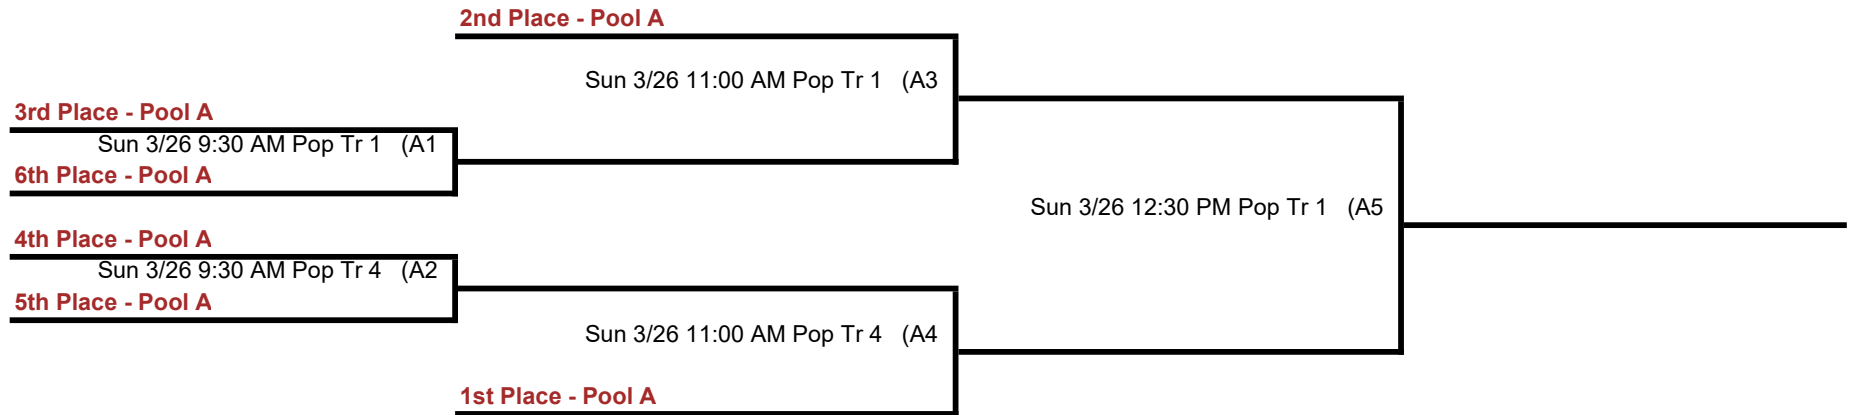 2nd Place - Pool A
Sun 3/26 11:00 AM Pop Tr 1 (A3
3rd Place - Pool A
Sun 3/26 9:30 AM Pop Tr 1 (A1
6th Place - Pool A
Sun 3/26 12:30 PM Pop Tr 1 (A5
4th Place - Pool A
Sun 3/26 9:30 AM Pop Tr 4 (A2
5th Place - Pool A
Sun 3/26 11:00 AM Pop Tr 4 (A4
1st Place - Pool A